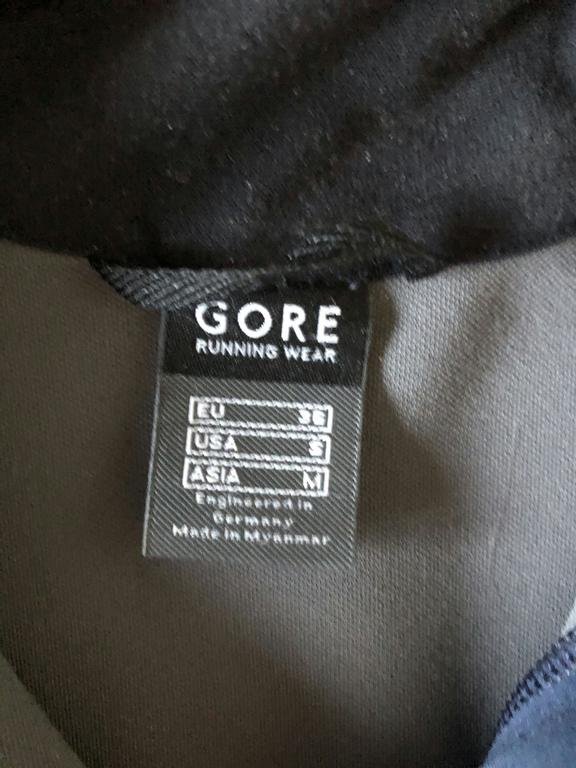 GORE
RUNNING WEAR
EU 36
USA S
ASIA M
Engineered in
Germany
Made in Myanmar